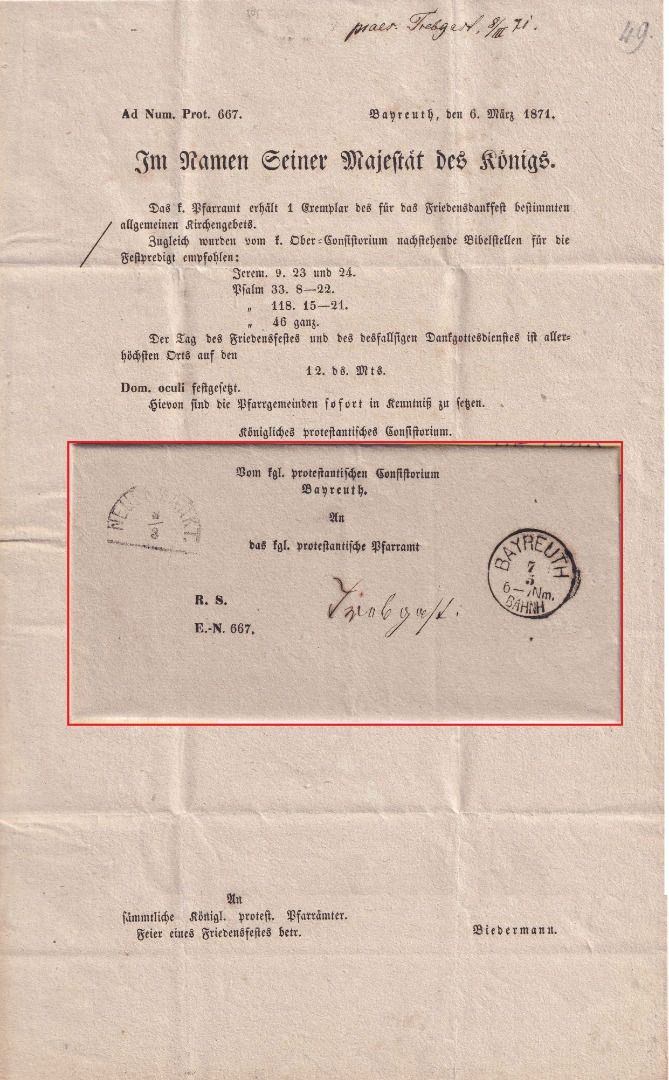 praes. Trebgast. 8/III 71.
49.
Ad Num. Prot. 667.
Bayreuth, den 6. März 1871.
Im Namen Seiner Majestät des Königs.
Das k. Pfarramt erhält 1 Exemplar des für das Friedensdankfest bestimmten
allgemeinen Kirchengebets.
Zugleich wurden vom k. Ober-Consistorium nachstehende Bibelstellen für die
Festpredigt empfohlen:
Jerem. 9. 23 und 24.
Psalm 33. 8—22.
„ 118. 15—21.
„ 46 ganz.
Der Tag des Friedensfestes und des desfallsigen Dankgottesdienstes ist aller-
höchsten Orts auf den
12. ds. Mts.
Dom. oculi festgesetzt.
Hievon sind die Pfarrgemeinden sofort in Kenntniß zu setzen.
Königliches protestantisches Consistorium.
Vom kgl. protestantischen Consistorium
Bayreuth.
An
das kgl. protestantische Pfarramt
Trebgast.
R. S.
E.-N. 667.
BAYREUTH
7
3
6—7Nm.
BAHNH
An
sämmtliche Königl. protest. Pfarrämter.
Feier eines Friedensfestes betr.
Biedermann.